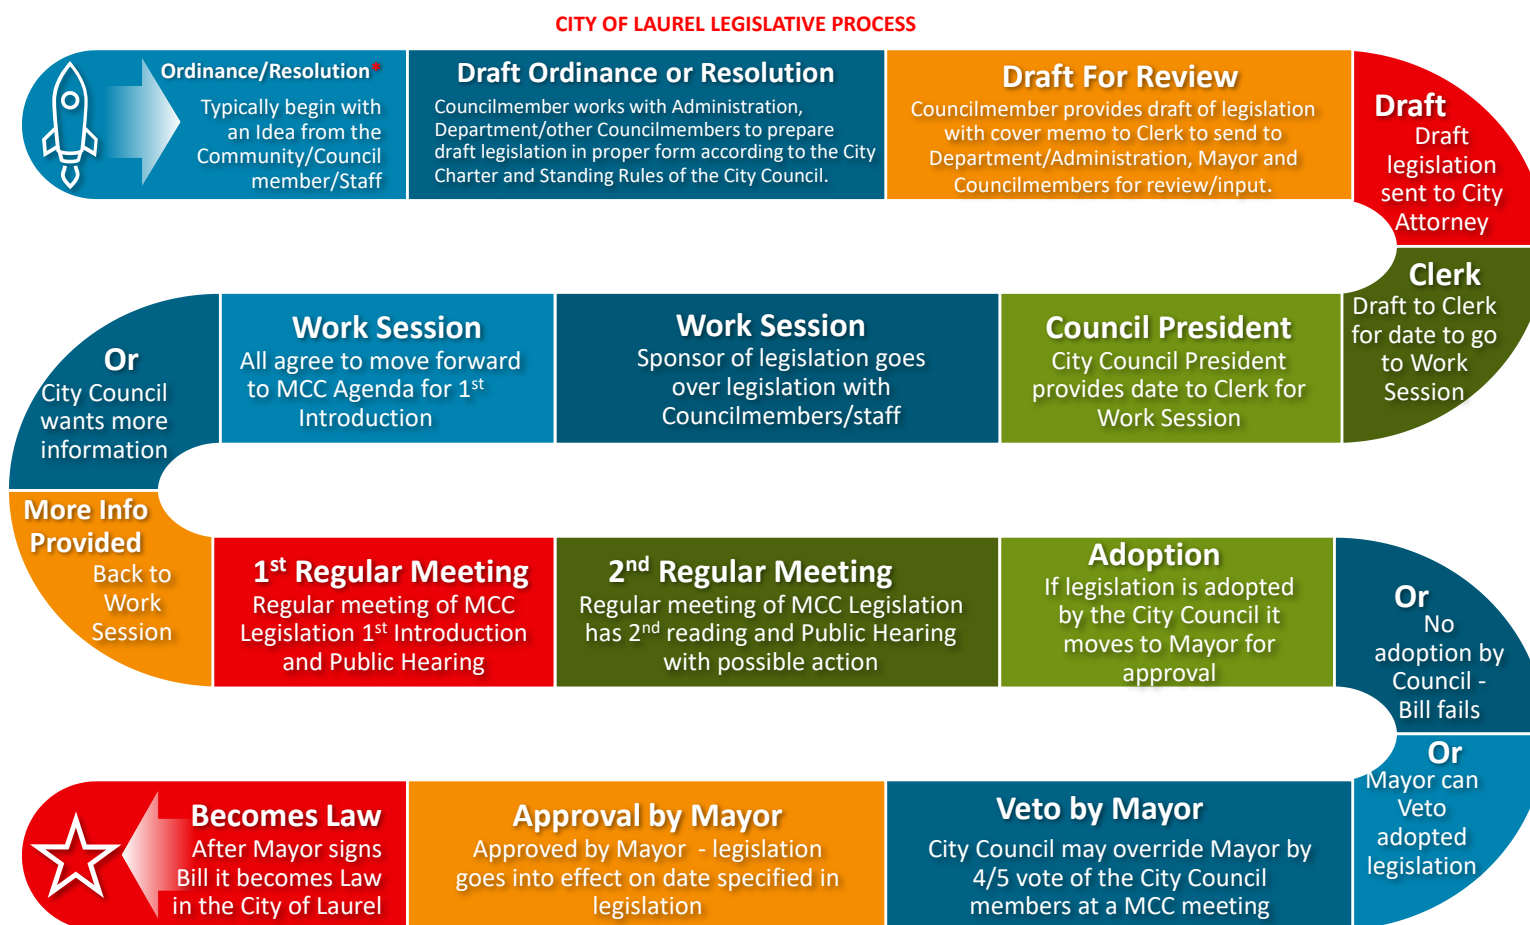 CITY OF LAUREL LEGISLATIVE PROCESS
Ordinance/Resolution*
Typically begin with
an Idea from the
Community/Council
member/Staff
Draft Ordinance or Resolution
Councilmember works with Administration,
Department/other Councilmembers to prepare
draft legislation in proper form according to the City
Charter and Standing Rules of the City Council.
Draft For Review
Councilmember provides draft of legislation
with cover memo to Clerk to send to
Department/Administration, Mayor and
Councilmembers for review/input.
Draft
Draft
legislation
sent to City
Attorney
Clerk
Draft to Clerk
for date to go
to Work
Session
Council President
City Council President
provides date to Clerk for
Work Session
Work Session
Sponsor of legislation goes
over legislation with
Councilmembers/staff
Work Session
All agree to move forward
to MCC Agenda for 1st
Introduction
Or
City Council
wants more
information
More Info
Provided
Back to
Work
Session
1st Regular Meeting
Regular meeting of MCC
Legislation 1st Introduction
and Public Hearing
2nd Regular Meeting
Regular meeting of MCC Legislation
has 2nd reading and Public Hearing
with possible action
Adoption
If legislation is adopted
by the City Council it
moves to Mayor for
approval
Or
No
adoption by
Council -
Bill fails
Or
Mayor can
Veto
adopted
legislation
Veto by Mayor
City Council may override Mayor by
4/5 vote of the City Council
members at a MCC meeting
Approval by Mayor
Approved by Mayor - legislation
goes into effect on date specified in
legislation
Becomes Law
After Mayor signs
Bill it becomes Law
in the City of Laurel